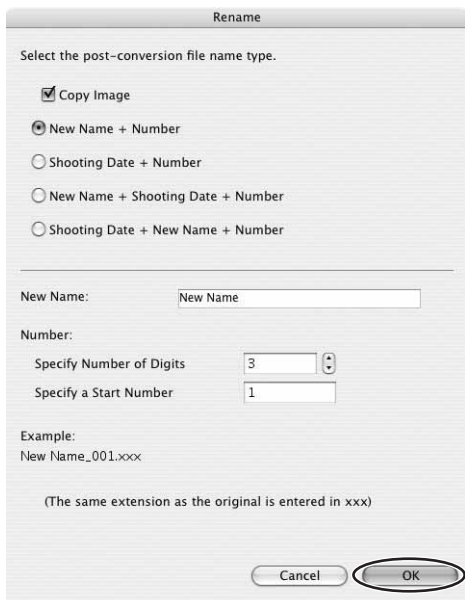 Rename
Select the post-conversion file name type.
Copy Image
New Name + Number
Shooting Date + Number
New Name + Shooting Date + Number
Shooting Date + New Name + Number
New Name: New Name
Number:
Specify Number of Digits 3
Specify a Start Number 1
Example:
New Name_001.xxx
(The same extension as the original is entered in xxx)
Cancel OK